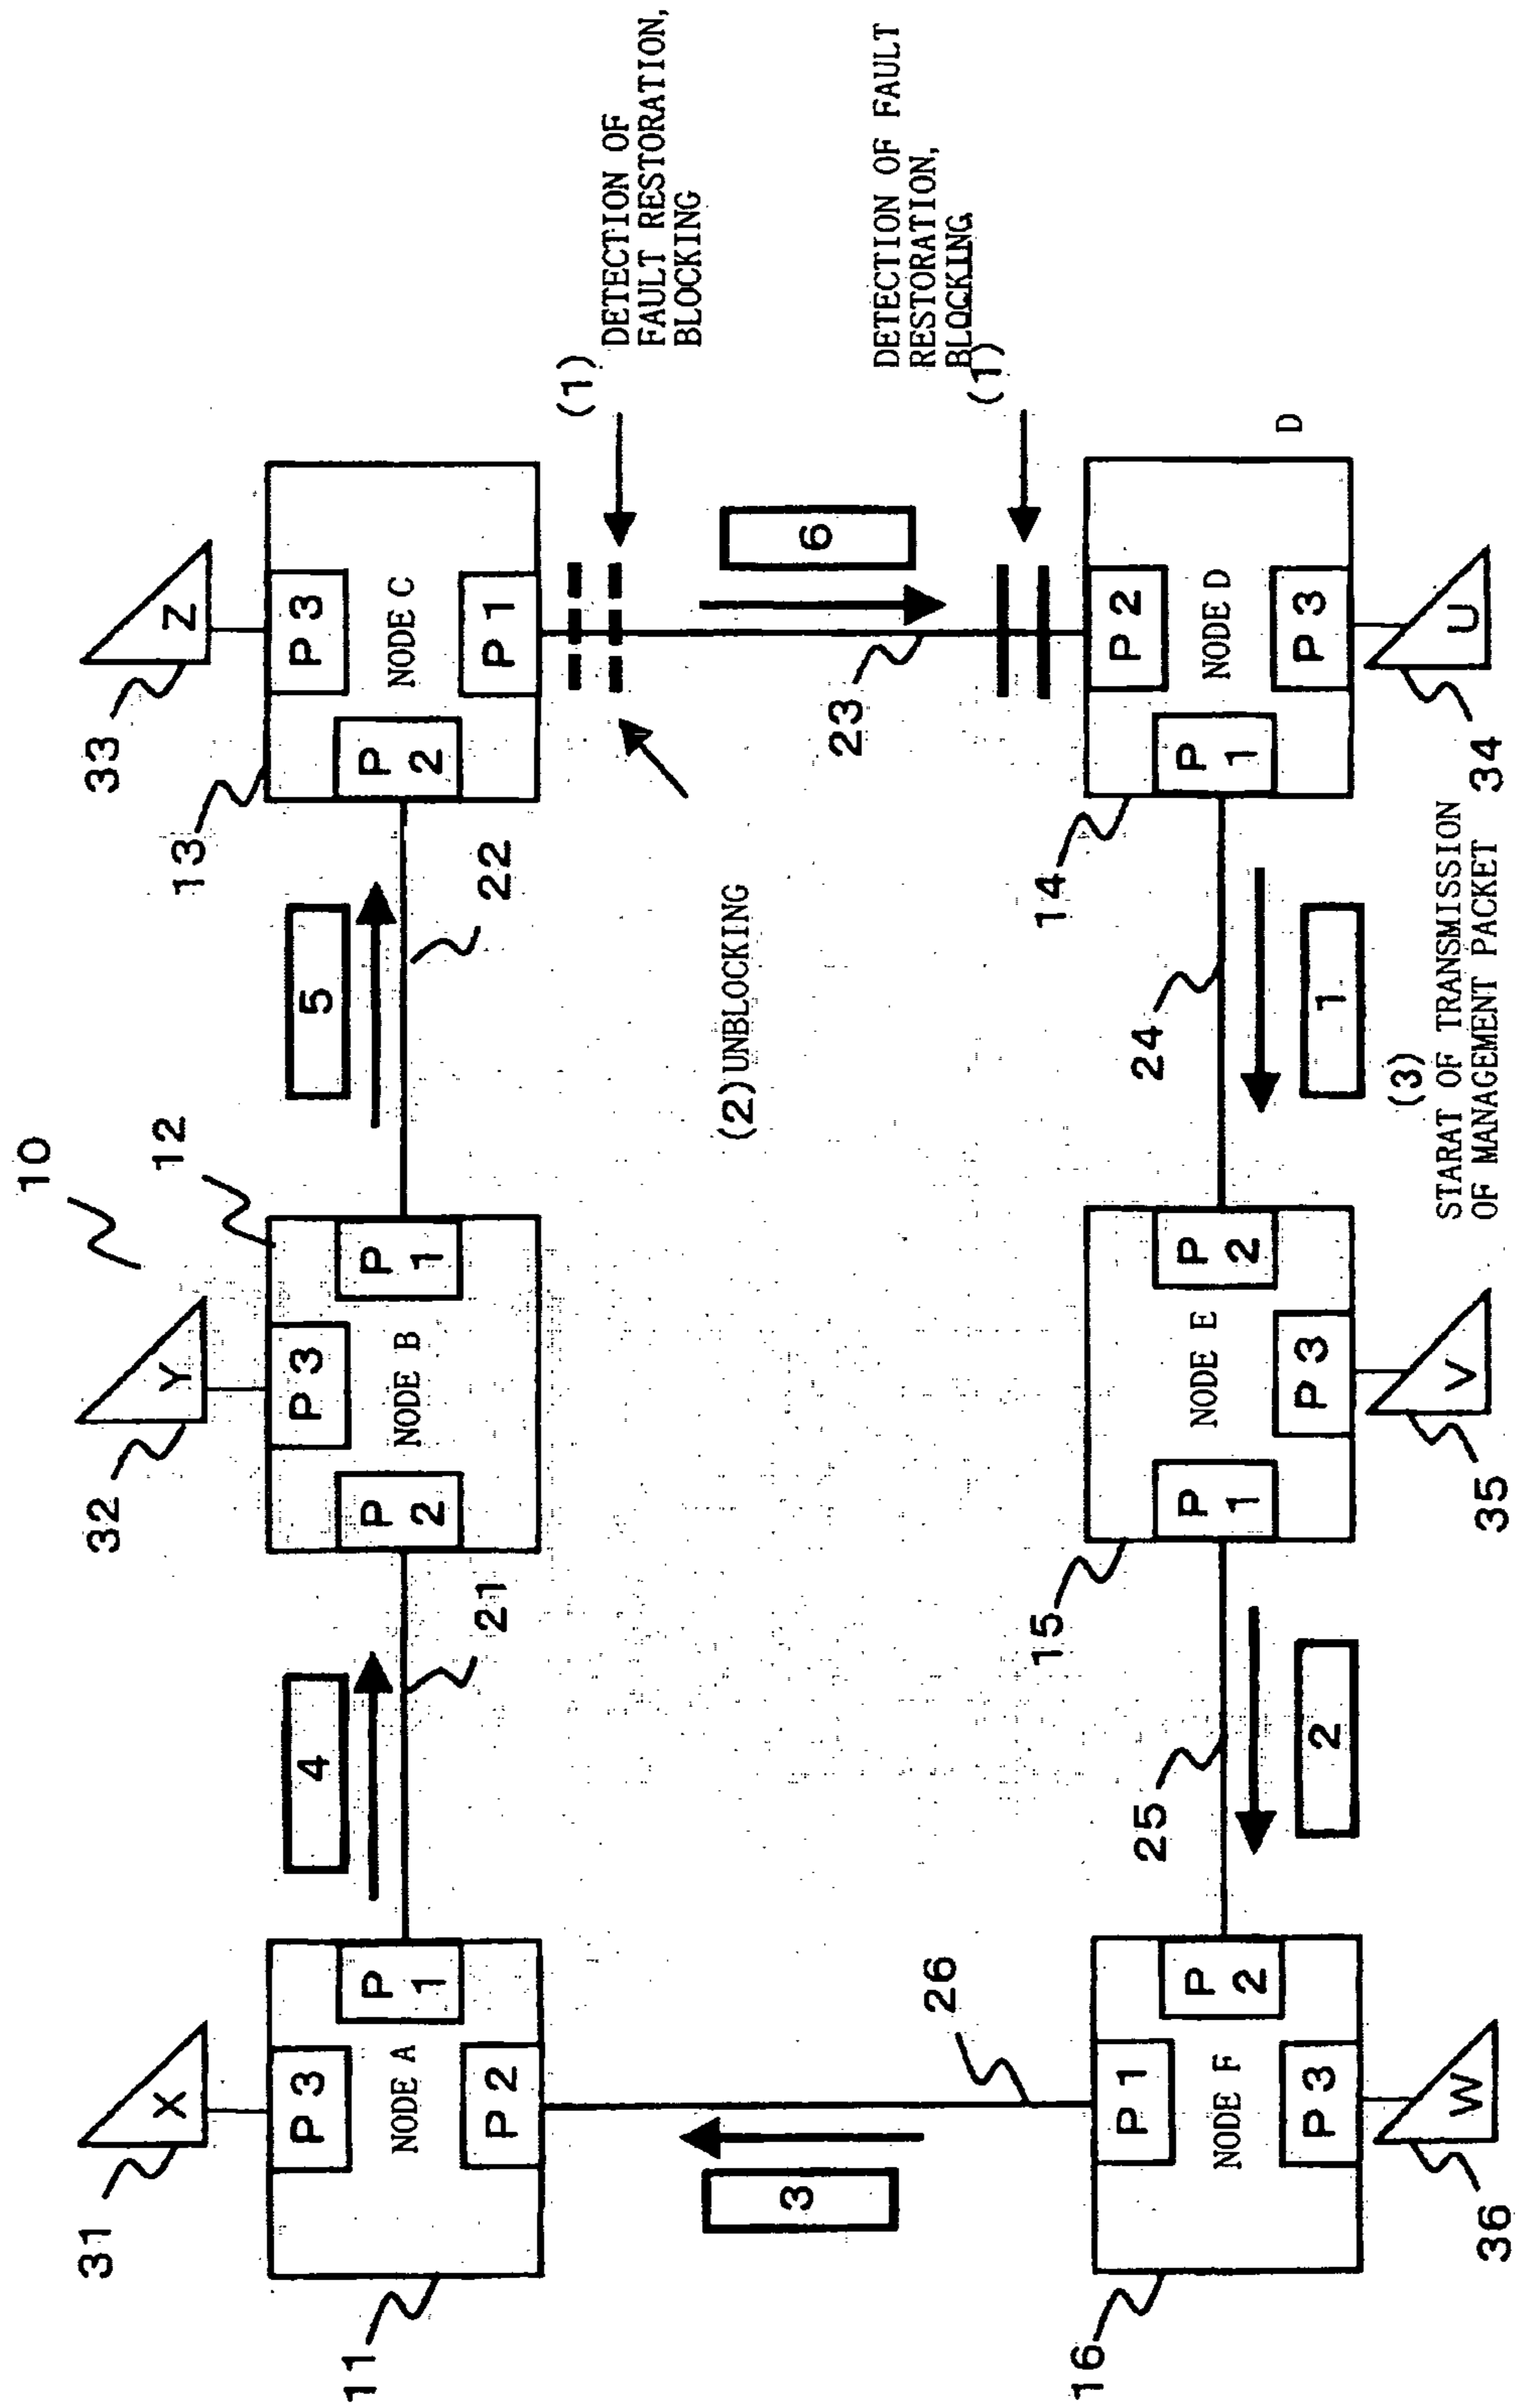 10
31
X
32
Y
33
Z
11
12
13
P 3
NODE A
P
1
P 2
4
21
P 3
NODE B
P
2
P
1
5
22
P 3
NODE C
P
2
P 1
(1)
DETECTION OF
FAULT RESTORATION,
BLOCKING
3
26
(2)UNBLOCKING
23
6
DETECTION OF FAULT
RESTORATION,
BLOCKING
(1)
16
P 1
NODE F
P
2
P 3
25
2
15
P
1
NODE E
P
2
P 3
24
1
14
P 2
NODE D
P
1
P 3
D
(3)
STARAT OF TRANSMISSION
OF MANAGEMENT PACKET
36
W
35
V
34
U